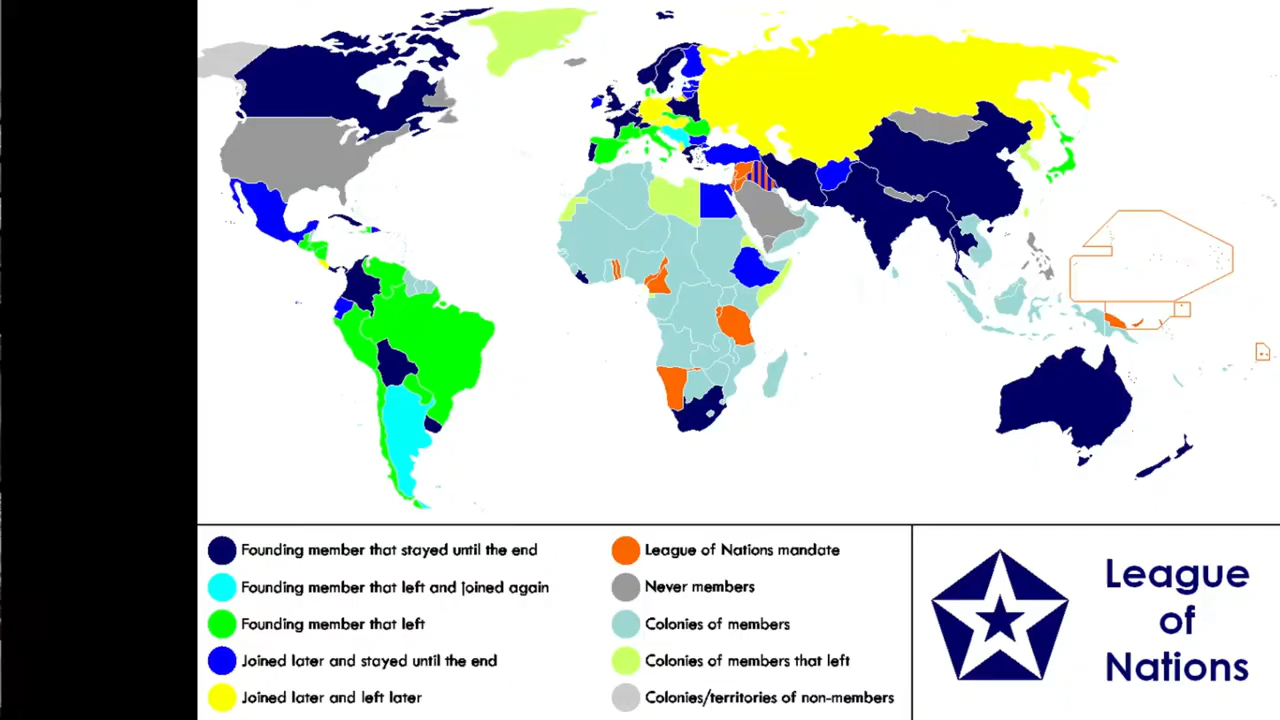 Founding member that stayed until the end
Founding member that left and joined again
Founding member that left
Joined later and stayed until the end
Joined later and left later
League of Nations mandate
Never members
Colonies of members
Colonies of members that left
Colonies/territories of non-members
League
of
Nations